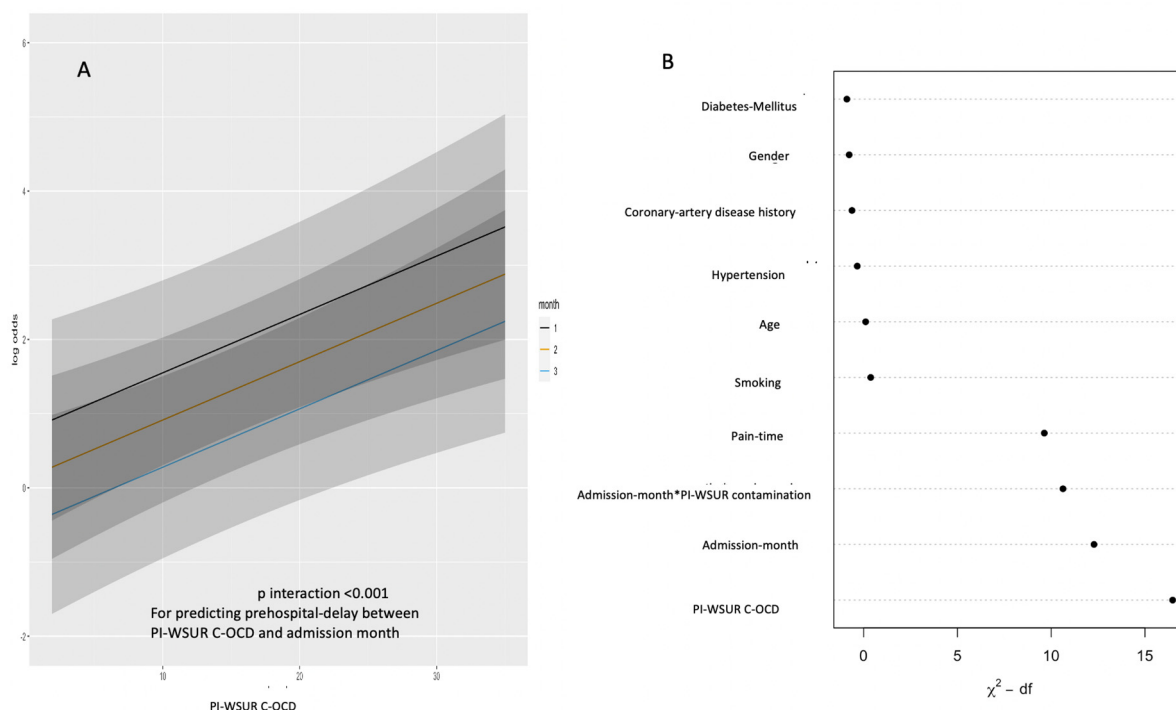 A
6
4
2
0
-2
log odds
10
20
30
PI-WSUR C-OCD
month
1
2
3
p interaction <0.001
For predicting prehospital-delay between
PI-WSUR C-OCD and admission month
B
Diabetes-Mellitus
Gender
Coronary-artery disease history
Hypertension
Age
Smoking
Pain-time
Admission-month*PI-WSUR contamination
Admission-month
PI-WSUR C-OCD
0 5 10 15
χ² − df